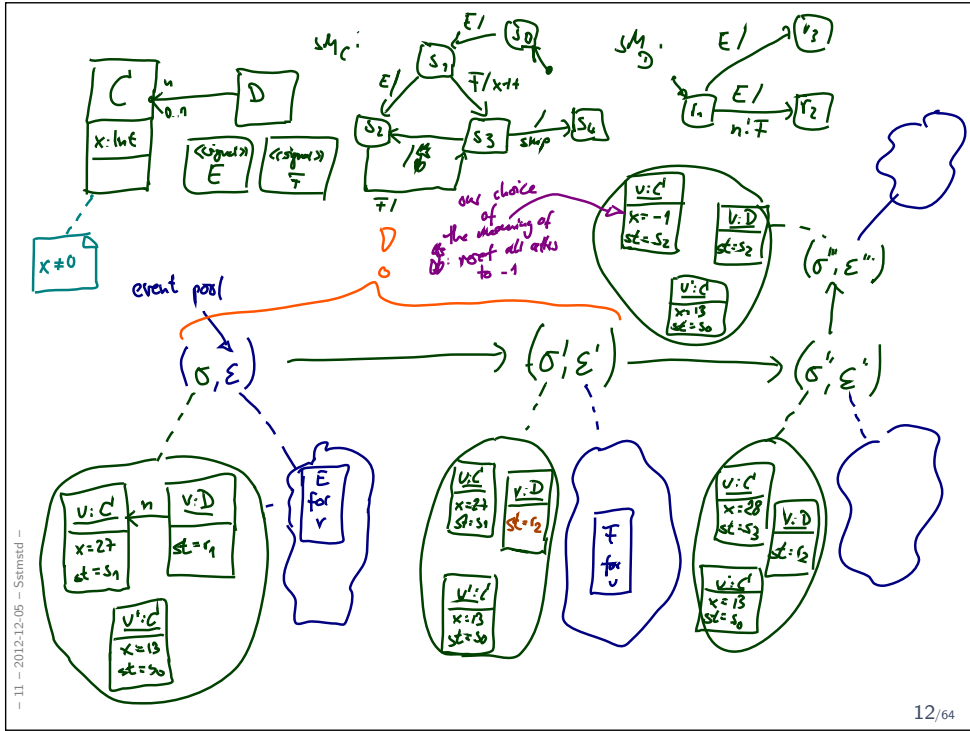 SM_C:
E/
S0
S1
E/
F/x++
S2
S3
/
skip
S4
F/
SM_D:
E/
r3
r1
E/
n!F
r2
C
n
0..1
D
x: Int
<<signal>>
E
<<signal>>
F
x ≠ 0
our choice
of
the meaning of
: reset all attrs
to -1
u:C
x = -1
st = S2
v:D
st = S2
u':C
x = 13
st = S0
(σ''', ε''')
event pool
(σ, ε)
(σ', ε')
(σ'', ε'')
u:C
x = 27
st = S1
n
v:D
st = r1
u':C
x = 13
st = S0
E
for
v
u:C
x = 27
st = S1
v:D
st = r2
u':C
x = 13
st = S0
F
for
u
u:C
x = 28
st = S3
v:D
st = r2
u':C
x = 13
st = S0
– 11 – 2012-12-05 – Sstmstd –
12/64